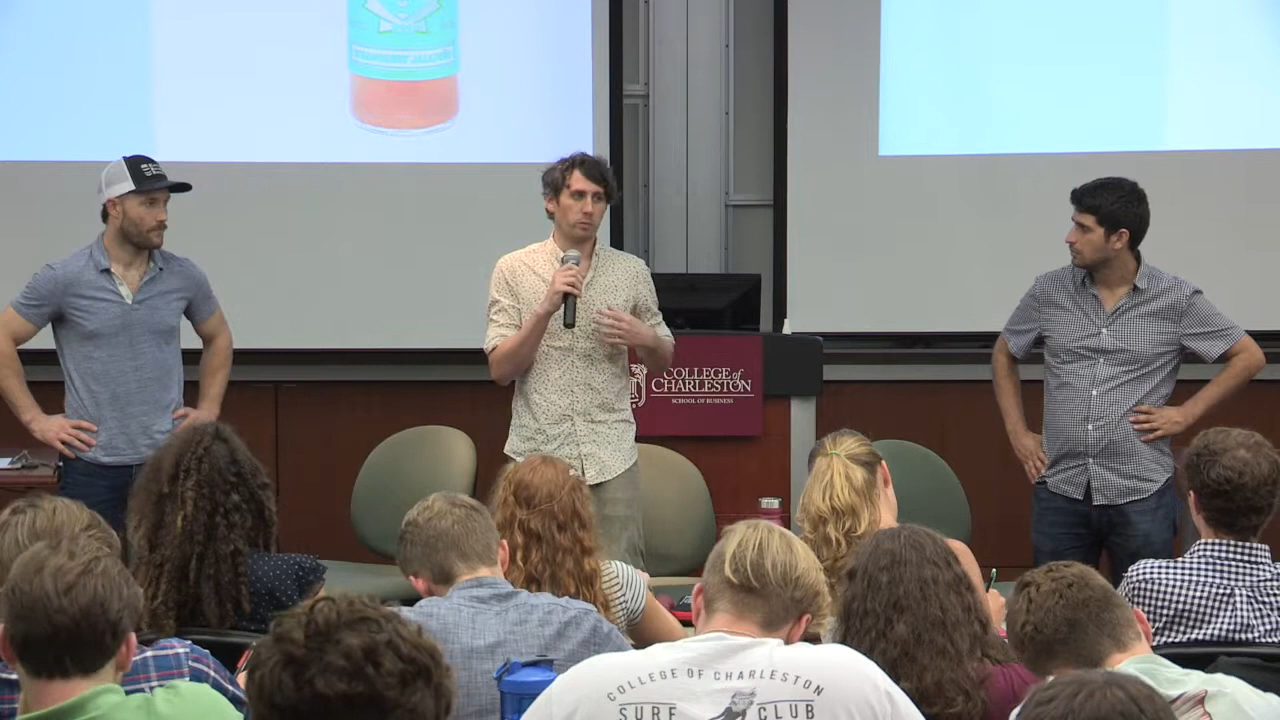 COLLEGE of
CHARLESTON
SCHOOL OF BUSINESS
COLLEGE OF CHARLESTON
SURF CLUB